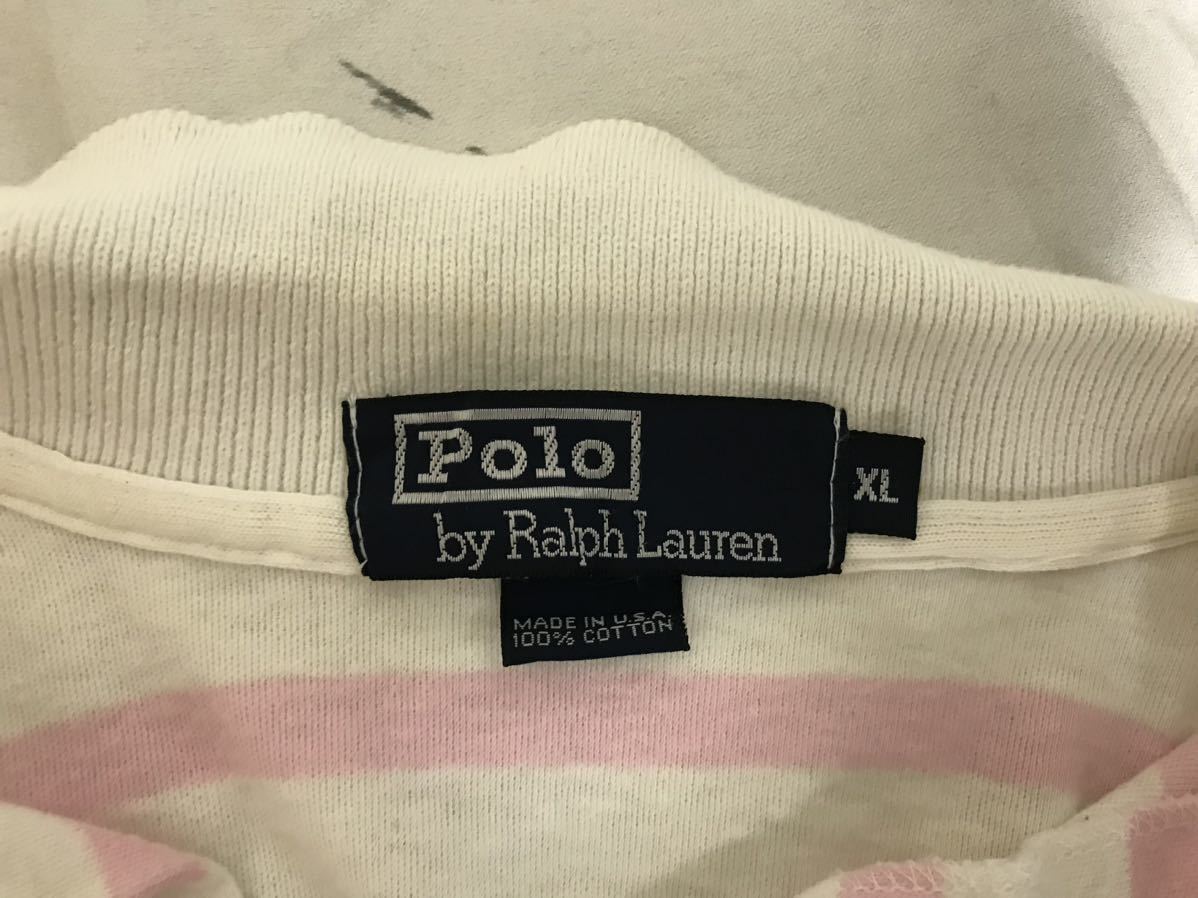 Polo
by Ralph Lauren
XL
MADE IN U.S.A.
100% COTTON